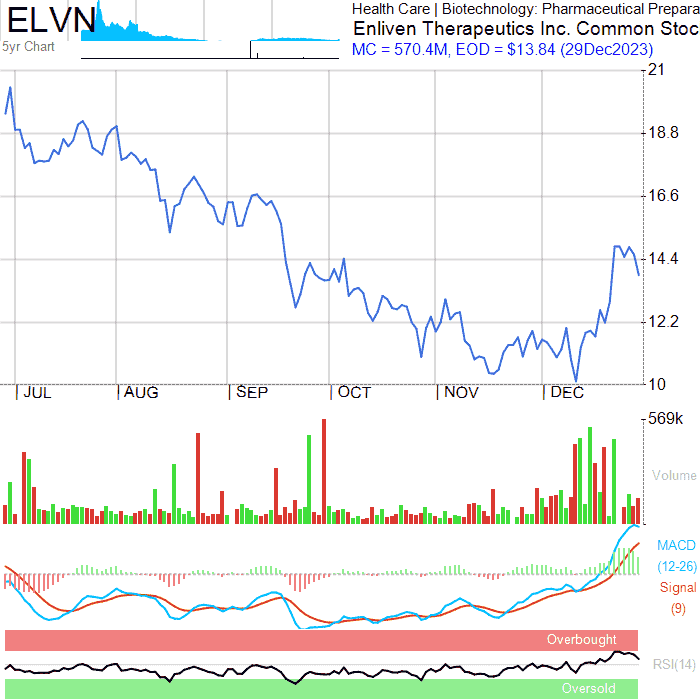 ELVN
5yr Chart
Health Care | Biotechnology: Pharmaceutical Prepara
Enliven Therapeutics Inc. Common Stoc
MC = 570.4M, EOD = $13.84 (29Dec2023)
21
18.8
16.6
14.4
12.2
10
JUL
AUG
SEP
OCT
NOV
DEC
569k
Volume
MACD
(12-26)
Signal
(9)
Overbought
RSI(14)
Oversold